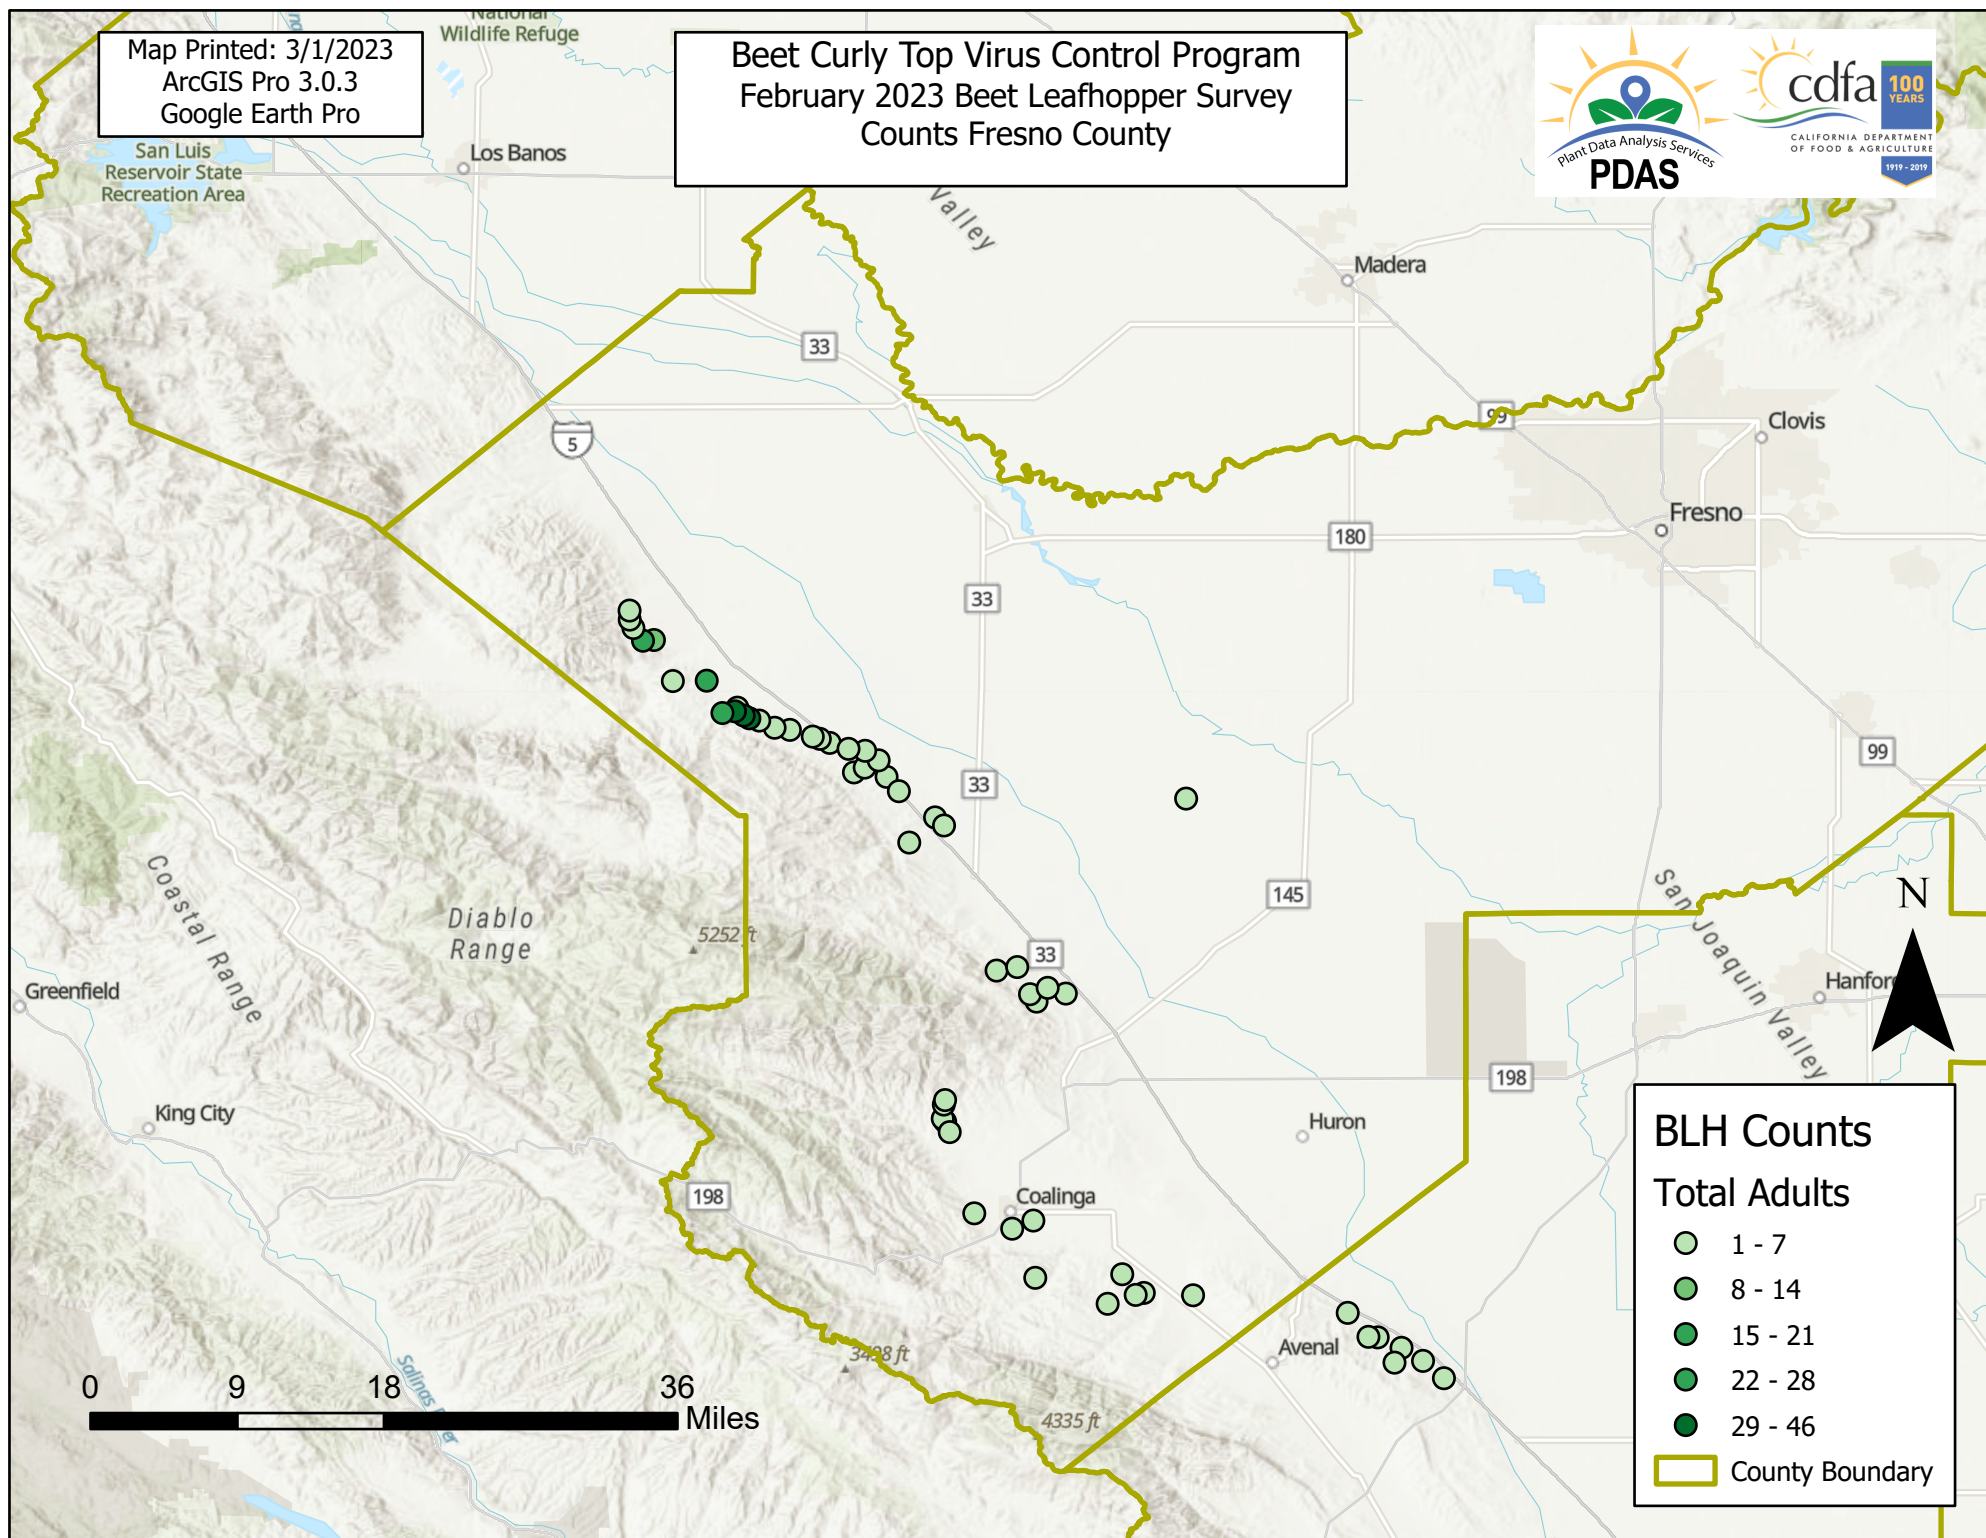 National
Wildlife Refuge
Map Printed: 3/1/2023
ArcGIS Pro 3.0.3
Google Earth Pro
Beet Curly Top Virus Control Program
February 2023 Beet Leafhopper Survey
Counts Fresno County
Plant Data Analysis Services
PDAS
cdfa
100
YEARS
CALIFORNIA DEPARTMENT
OF FOOD & AGRICULTURE
1919 - 2019
San Luis
Reservoir State
Recreation Area
Los Banos
Valley
Madera
33
99
Clovis
5
Fresno
180
33
99
33
145
Coastal Range
Diablo
Range
5252 ft
33
San Joaquin Valley
N
Greenfield
Hanfor
198
King City
Huron
198
Coalinga
Avenal
3498 ft
4335 ft
Salinas
0 9 18 36
Miles
BLH Counts
Total Adults
1 - 7
8 - 14
15 - 21
22 - 28
29 - 46
County Boundary